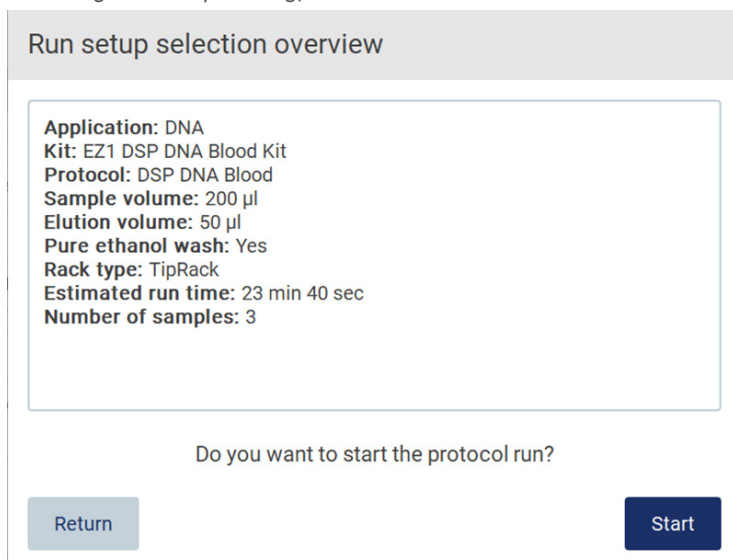 Run setup selection overview
Application: DNA
Kit: EZ1 DSP DNA Blood Kit
Protocol: DSP DNA Blood
Sample volume: 200 µl
Elution volume: 50 µl
Pure ethanol wash: Yes
Rack type: TipRack
Estimated run time: 23 min 40 sec
Number of samples: 3
Do you want to start the protocol run?
Return
Start